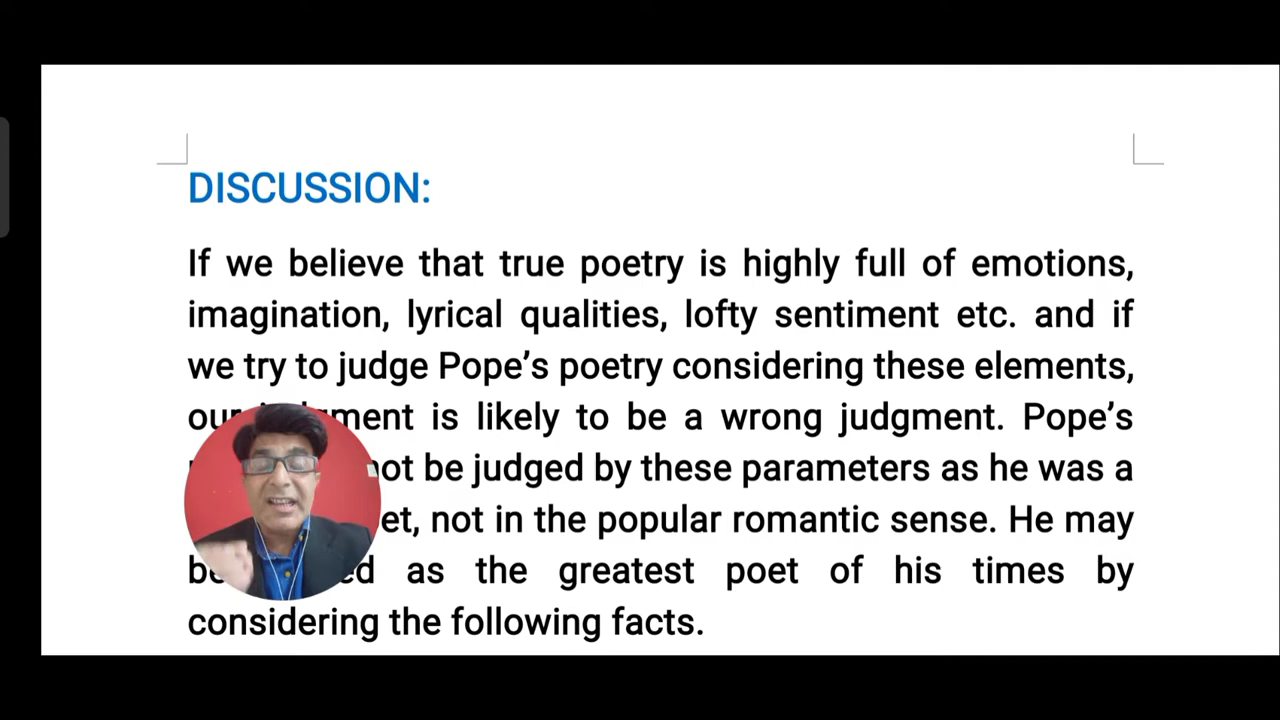 DISCUSSION:
If we believe that true poetry is highly full of emotions,
imagination, lyrical qualities, lofty sentiment etc. and if
we try to judge Pope’s poetry considering these elements,
our judgment is likely to be a wrong judgment. Pope’s
not be judged by these parameters as he was a
not in the popular romantic sense. He may
as the greatest poet of his times by
considering the following facts.